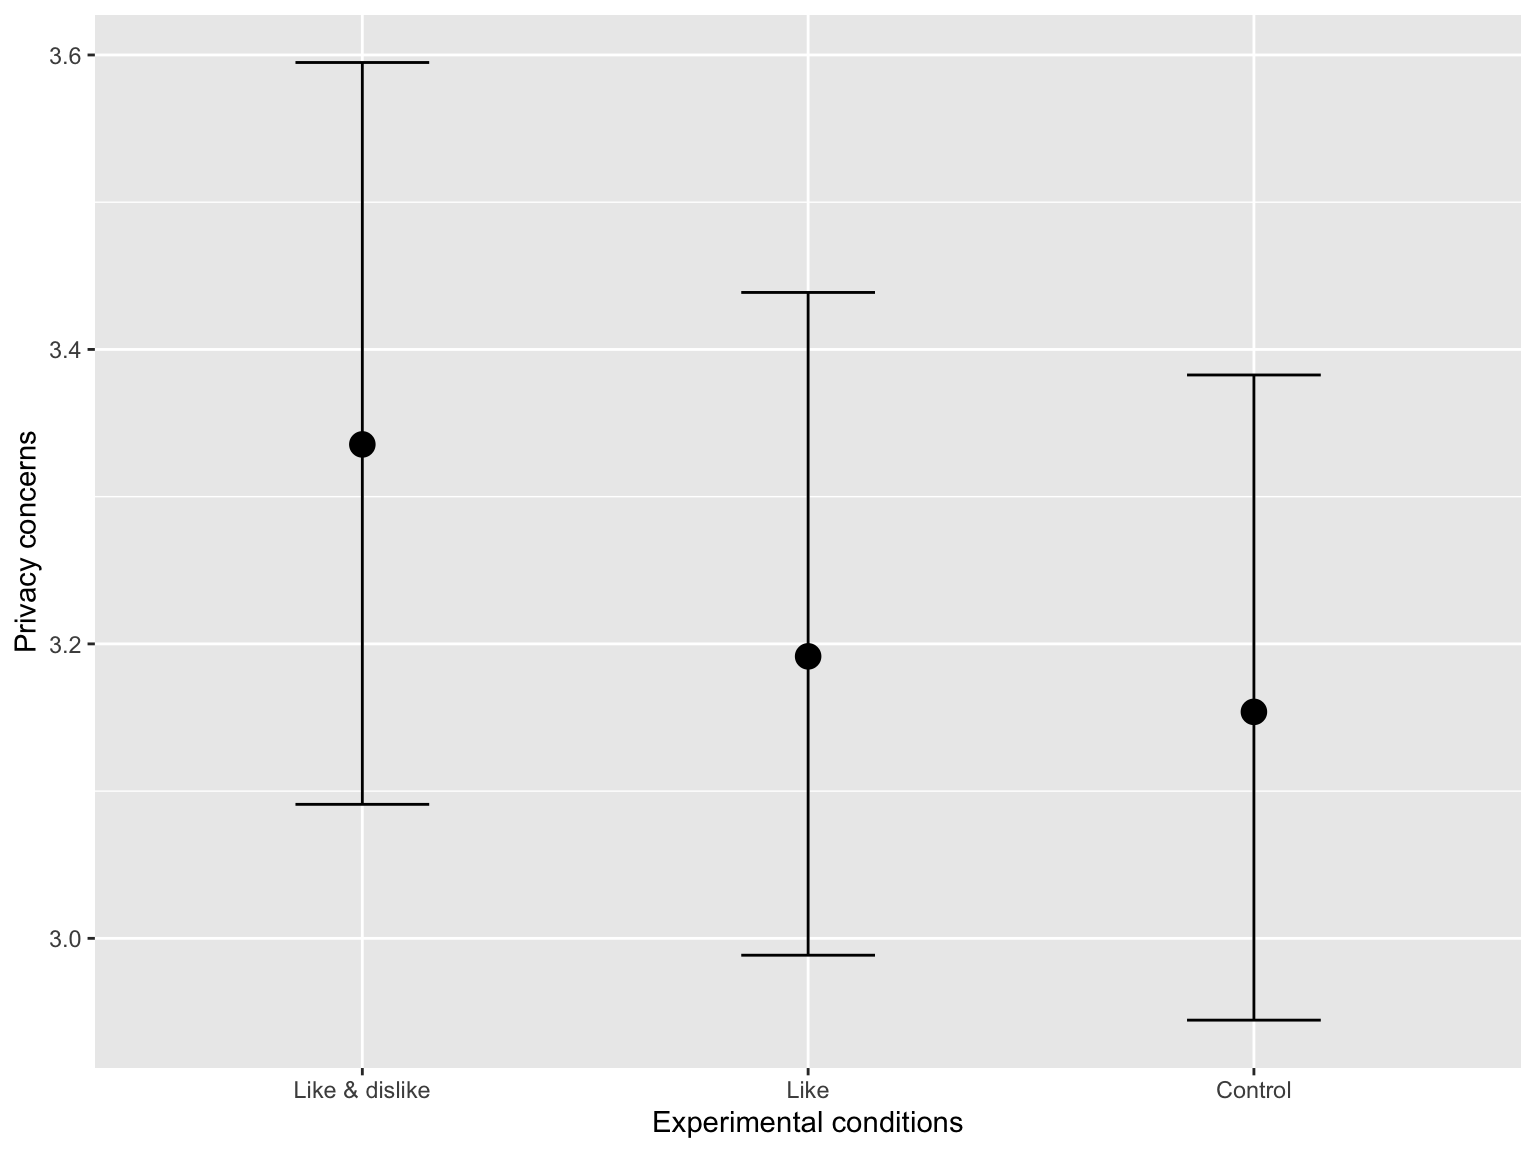 3.6
3.4
3.2
3.0
Privacy concerns
Like & dislike
Like
Control
Experimental conditions